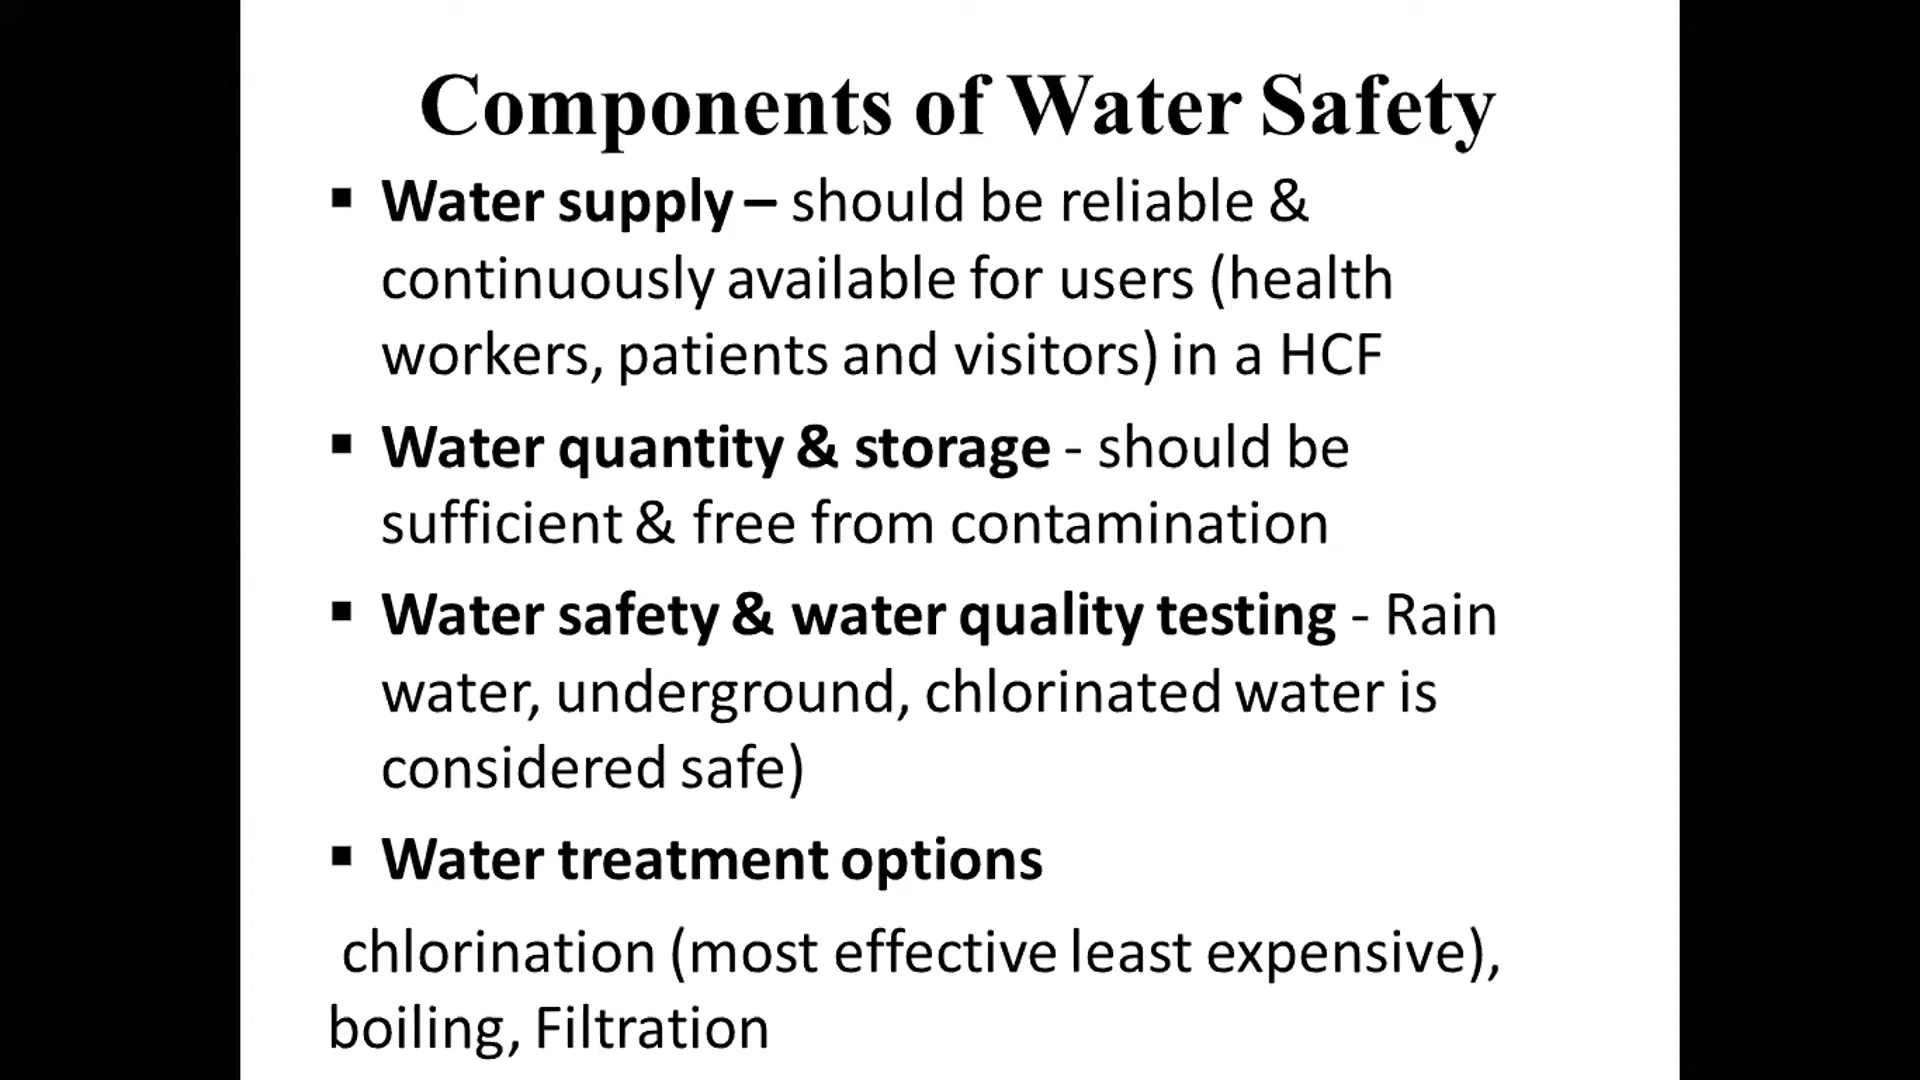 Components of Water Safety
▪ Water supply – should be reliable &
continuously available for users (health
workers, patients and visitors) in a HCF
▪ Water quantity & storage - should be
sufficient & free from contamination
▪ Water safety & water quality testing - Rain
water, underground, chlorinated water is
considered safe)
▪ Water treatment options
chlorination (most effective least expensive),
boiling, Filtration